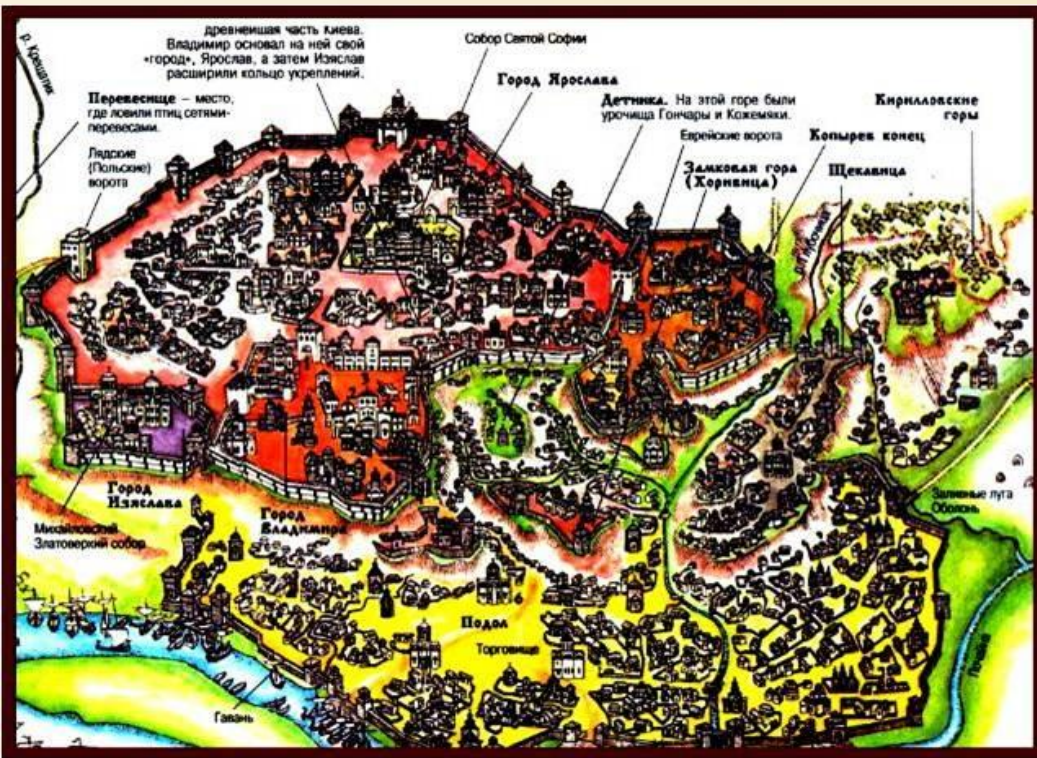 р. Крещатик
древнейшая часть Киева.
Владимир основал на ней свой
«город», Ярослав, а затем Изяслав
расширили кольцо укреплений.
Собор Святой Софии
Город Ярослава
Перевесище – место,
где ловили птиц сетями-
перевесами.
Лядские
(Польские)
ворота
Детинка. На этой горе были
урочища Гончары и Кожемяки.
Еврейские ворота
Замковая гора
(Хоривица)
Кирилловские
горы
Копырев конец
Щекавица
Город
Изяслава
Михайловский
Златоверхий собор
Город
Владимира
Заливные луга
Оболонь
Подол
Торговище
Гавань